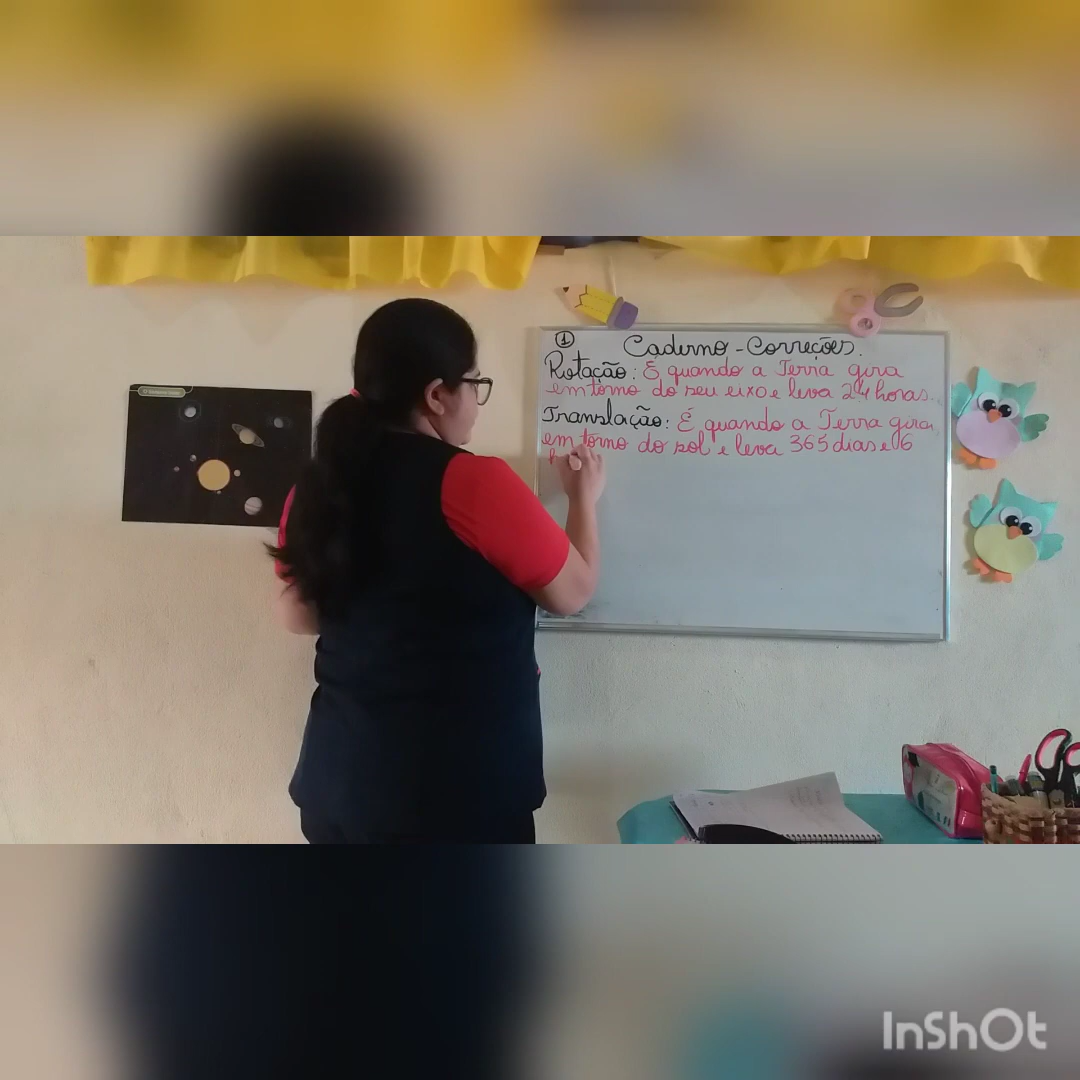 1
Caderno - Correções.
Rotação: É quando a Terra gira
em torno do seu eixo e leva 24 horas.
Translação: É quando a Terra gira
em torno do sol e leva 365 dias e 06
h
InShOt